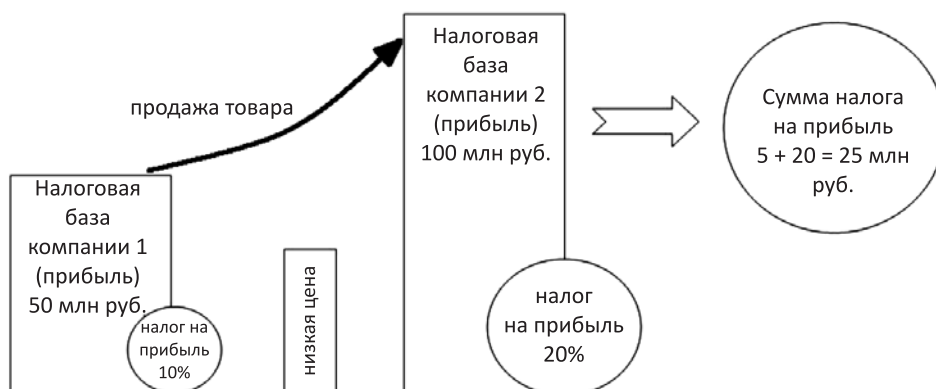 продажа товара
Налоговая
база
компании 1
(прибыль)
50 млн руб.
налог на
прибыль
10%
низкая цена
Налоговая
база
компании 2
(прибыль)
100 млн руб.
налог
на прибыль
20%
Сумма налога
на прибыль
5 + 20 = 25 млн
руб.